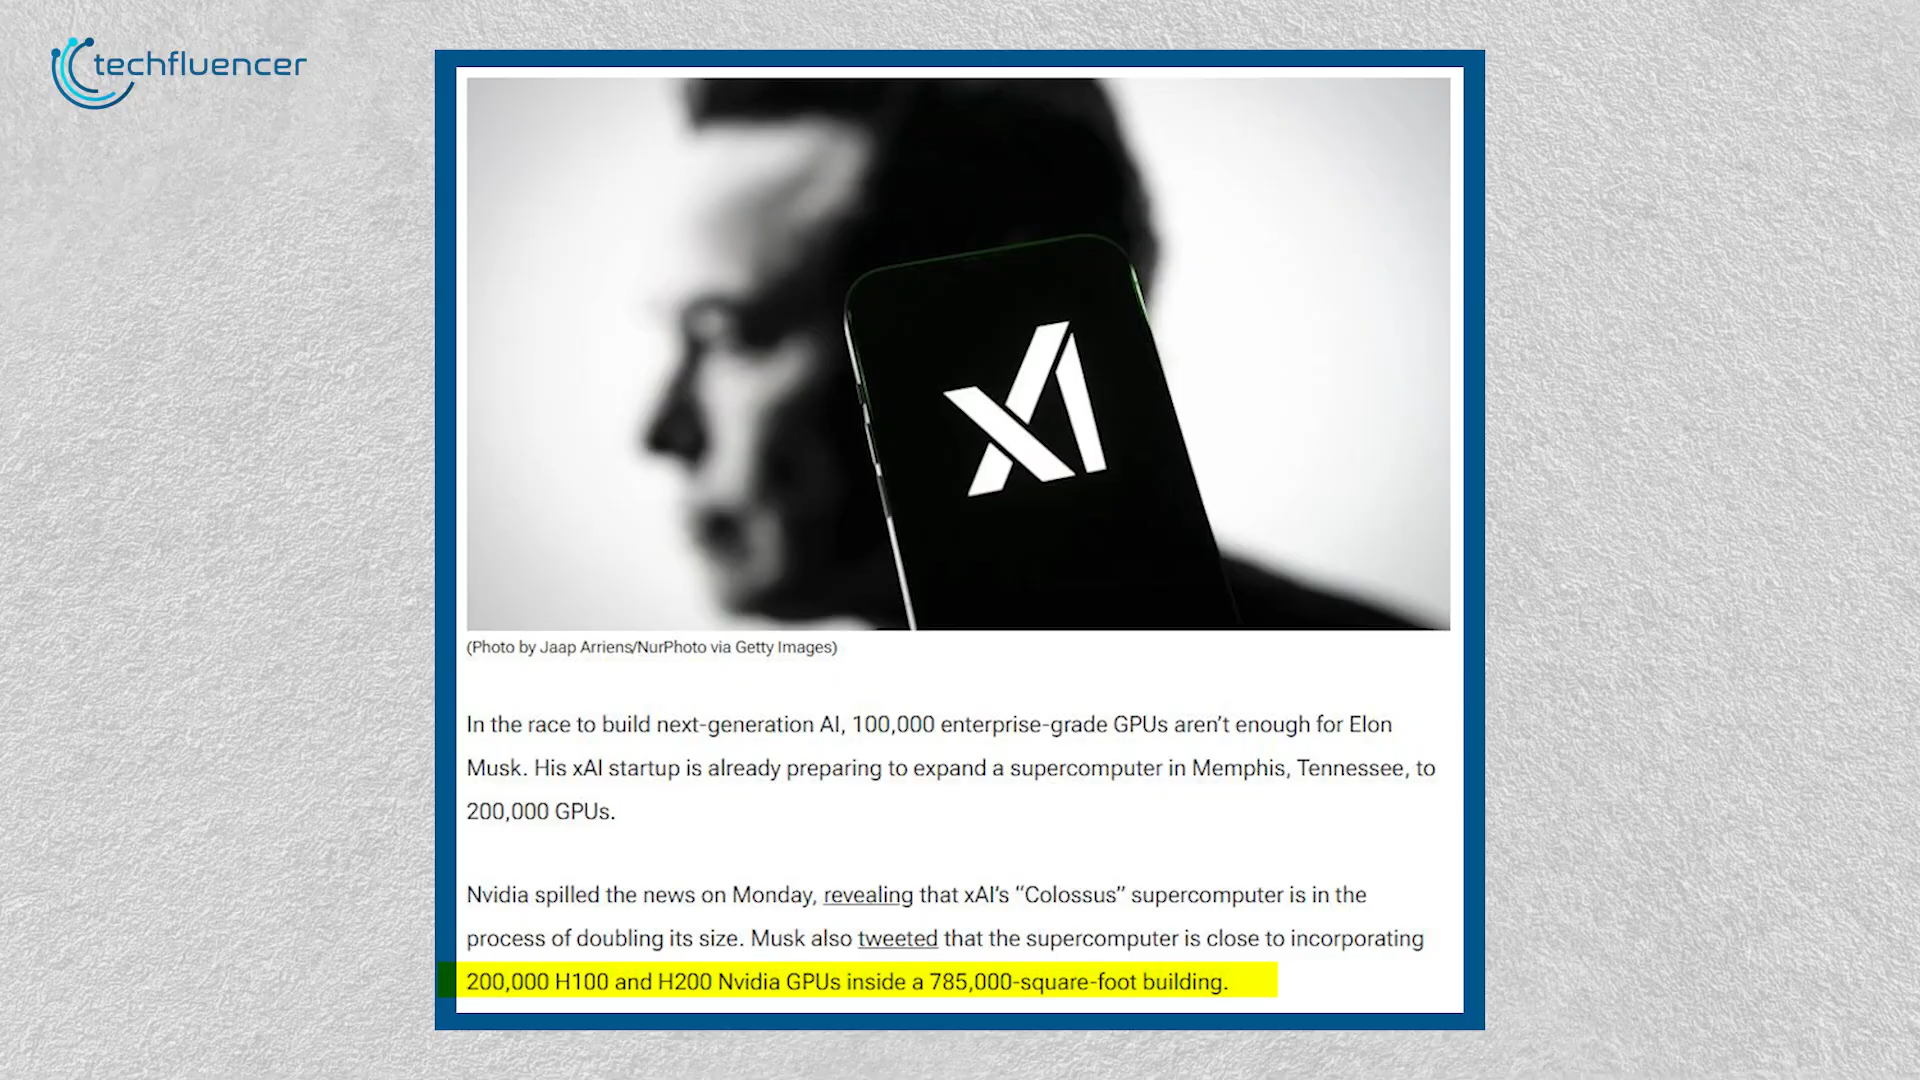 techfluencer
xAI
(Photo by Jaap Arriens/NurPhoto via Getty Images)
In the race to build next-generation AI, 100,000 enterprise-grade GPUs aren’t enough for Elon
Musk. His xAI startup is already preparing to expand a supercomputer in Memphis, Tennessee, to
200,000 GPUs.
Nvidia spilled the news on Monday, revealing that xAI’s “Colossus” supercomputer is in the
process of doubling its size. Musk also tweeted that the supercomputer is close to incorporating
200,000 H100 and H200 Nvidia GPUs inside a 785,000-square-foot building.